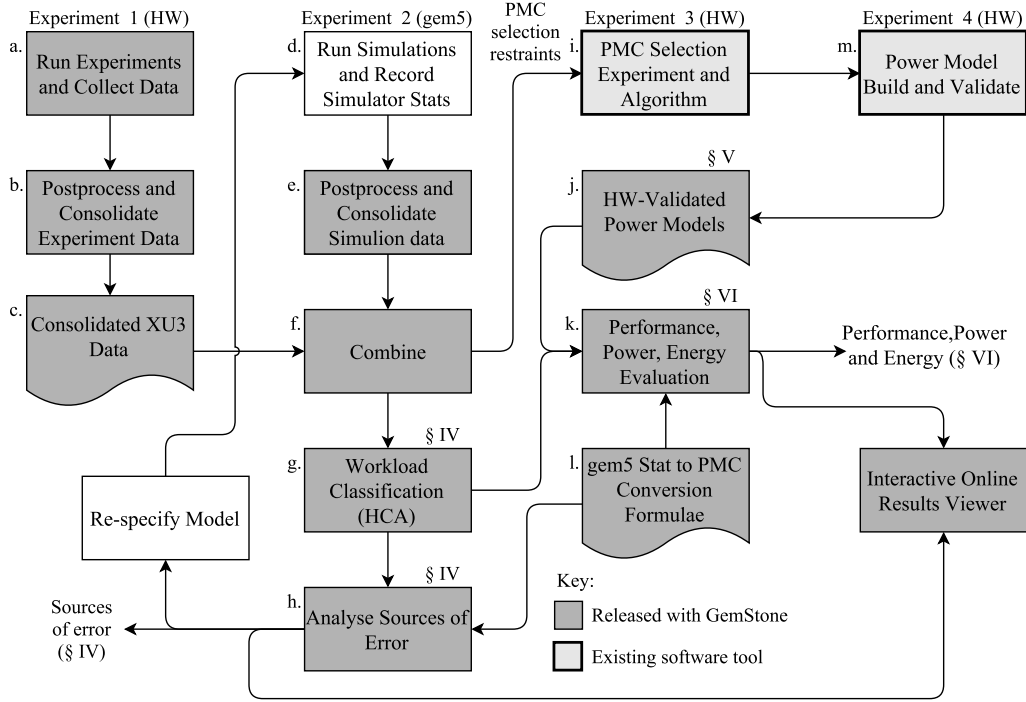 Experiment 1 (HW)
a.
Run Experiments
and Collect Data
b.
Postprocess and
Consolidate
Experiment Data
c.
Consolidated XU3
Data
Re-specify Model
Sources
of error
(§ IV)
Experiment 2 (gem5)
d.
Run Simulations
and Record
Simulator Stats
e.
Postprocess and
Consolidate
Simulion data
f.
Combine
§ IV
g.
Workload
Classification
(HCA)
§ IV
h.
Analyse Sources of
Error
PMC
selection
restraints
Experiment 3 (HW)
i.
PMC Selection
Experiment and
Algorithm
§ V
j.
HW-Validated
Power Models
§ VI
k.
Performance,
Power, Energy
Evaluation
l.
gem5 Stat to PMC
Conversion
Formulae
Experiment 4 (HW)
m.
Power Model
Build and Validate
Performance,Power
and Energy (§ VI)
Interactive Online
Results Viewer
Key:
Released with GemStone
Existing software tool